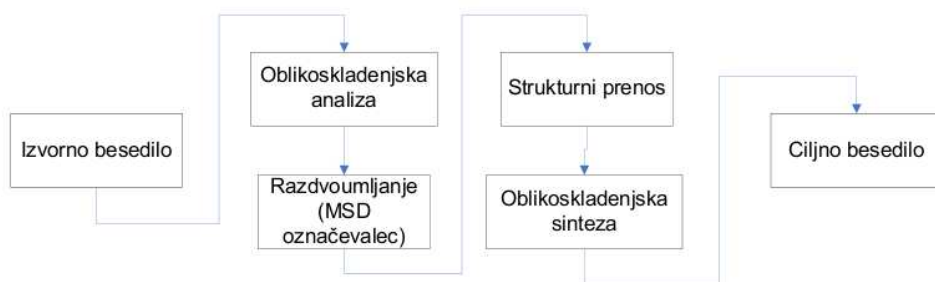 Izvorno besedilo
Oblikoskladenjska
analiza
Razdvoumljanje
(MSD
označevalec)
Strukturni prenos
Oblikoskladenjska
sinteza
Ciljno besedilo